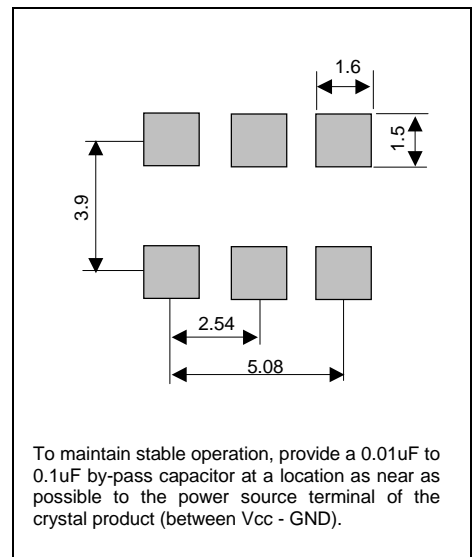 1.6
1.5
3.9
2.54
5.08
To maintain stable operation, provide a 0.01uF to
0.1uF by-pass capacitor at a location as near as
possible to the power source terminal of the
crystal product (between Vcc - GND).